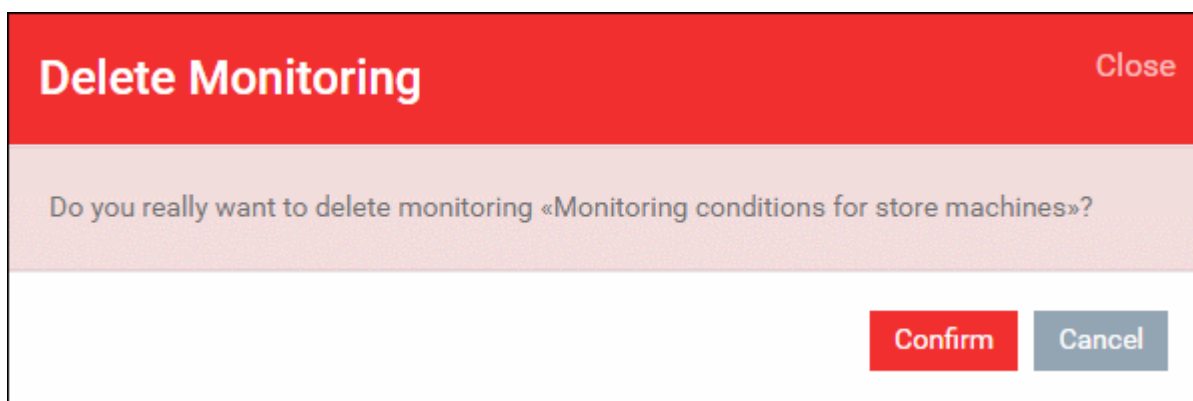 Delete Monitoring
Close
Do you really want to delete monitoring «Monitoring conditions for store machines»?
Confirm
Cancel